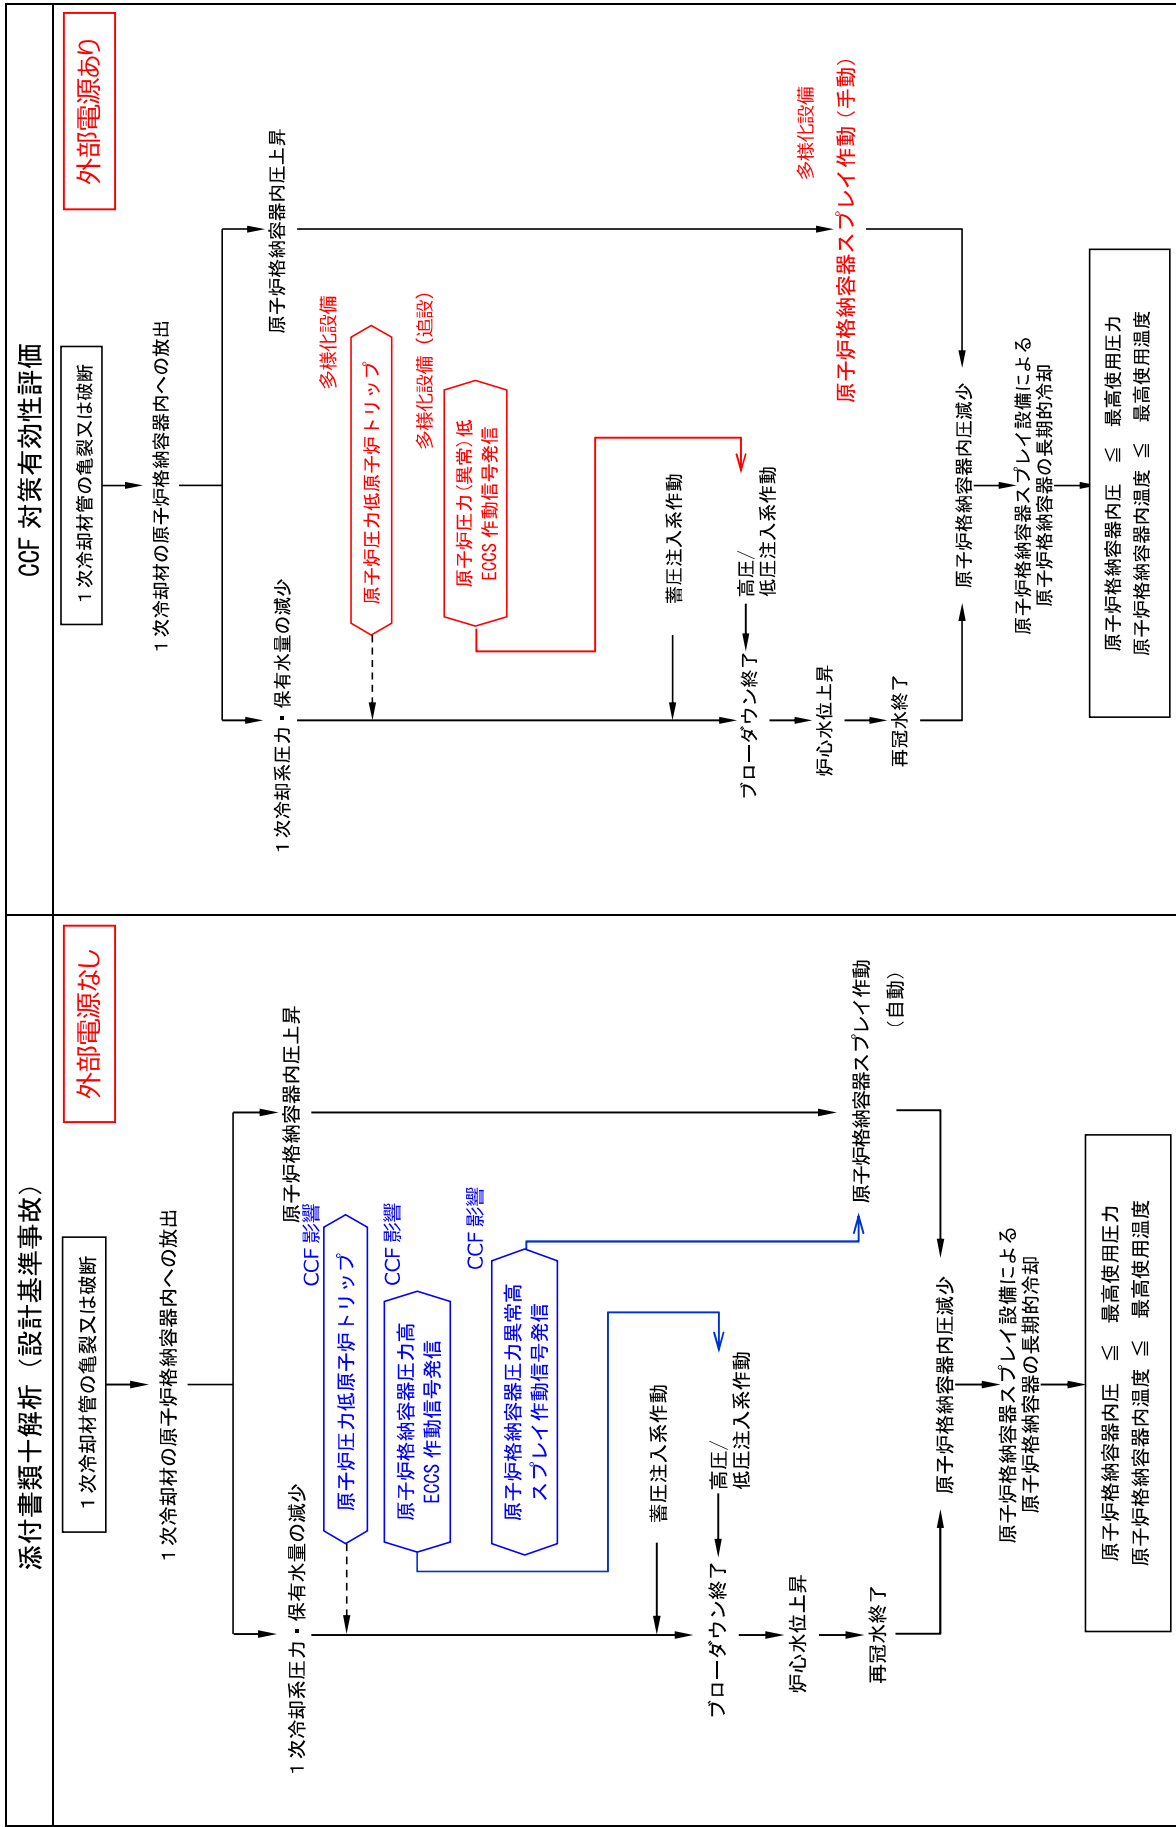 添付書類十解析（設計基準事故）
外部電源なし
１次冷却材管の亀裂又は破断
１次冷却材の原子炉格納容器内への放出
１次冷却系圧力・保有水量の減少
原子炉格納容器内圧上昇
CCF 影響
原子炉圧力低原子炉トリップ
CCF 影響
原子炉格納容器圧力高
ECCS 作動信号発信
CCF 影響
原子炉格納容器圧力異常高
スプレイ作動信号発信
蓄圧注入系作動
高圧/
低圧注入系作動
ブローダウン終了
炉心水位上昇
再冠水終了
原子炉格納容器スプレイ作動
（自動）
原子炉格納容器内圧減少
原子炉格納容器スプレイ設備による
原子炉格納容器の長期的冷却
原子炉格納容器内圧 ≦ 最高使用圧力
原子炉格納容器内温度 ≦ 最高使用温度
CCF 対策有効性評価
外部電源あり
１次冷却材管の亀裂又は破断
１次冷却材の原子炉格納容器内への放出
１次冷却系圧力・保有水量の減少
原子炉格納容器内圧上昇
多様化設備
原子炉圧力低原子炉トリップ
多様化設備（追設）
原子炉圧力(異常)低
ECCS 作動信号発信
蓄圧注入系作動
高圧/
低圧注入系作動
ブローダウン終了
炉心水位上昇
再冠水終了
多様化設備
原子炉格納容器スプレイ作動（手動）
原子炉格納容器内圧減少
原子炉格納容器スプレイ設備による
原子炉格納容器の長期的冷却
原子炉格納容器内圧 ≦ 最高使用圧力
原子炉格納容器内温度 ≦ 最高使用温度